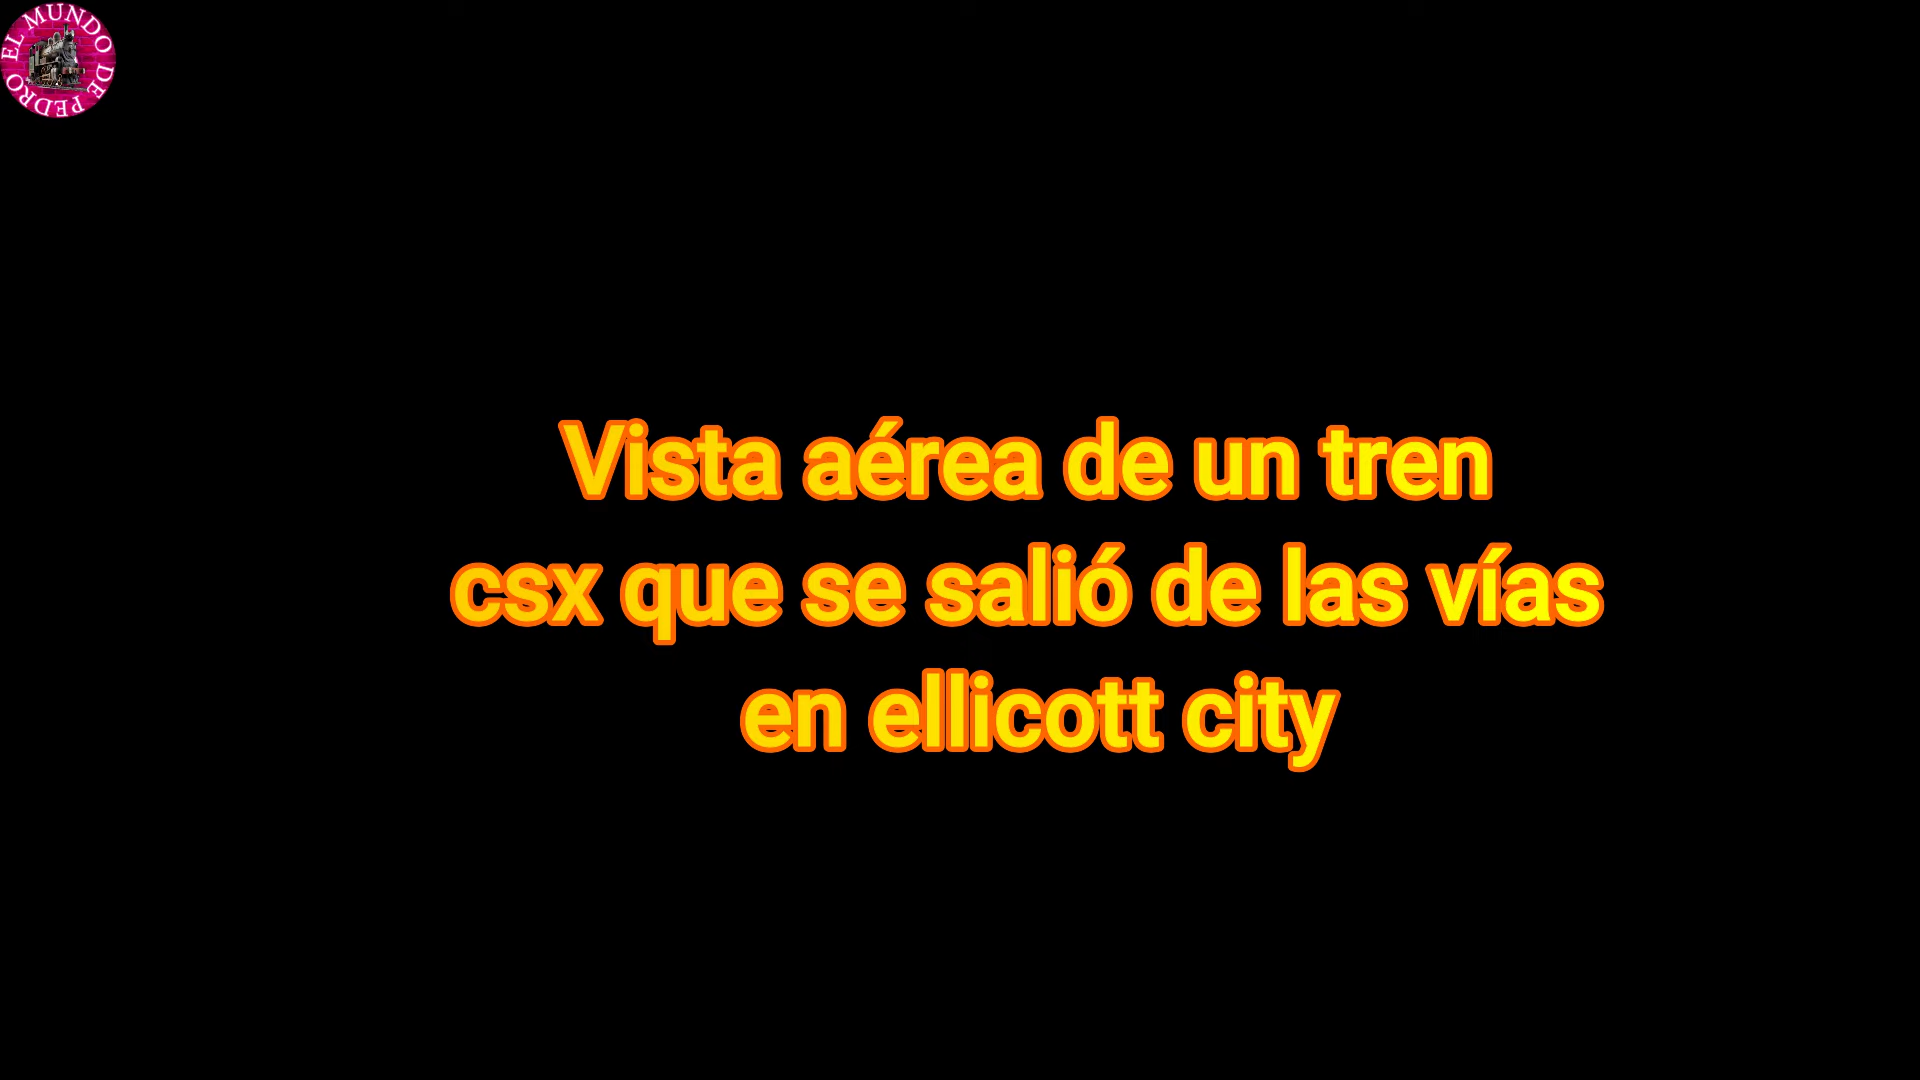 EL MUNDO DE PEDRO
Vista aérea de un tren
csx que se salió de las vías
en ellicott city